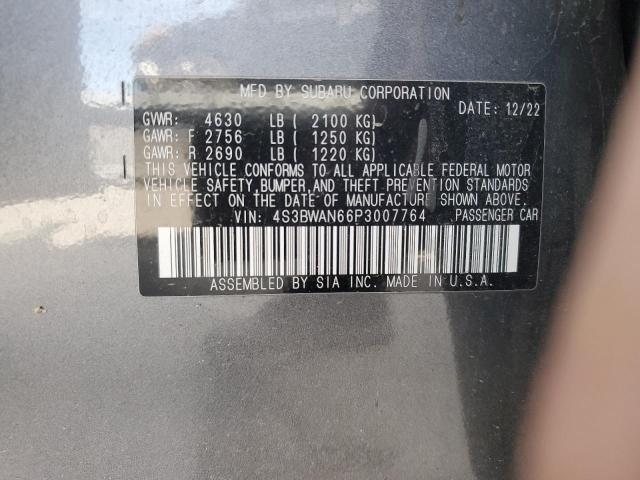 MFD BY SUBARU CORPORATION
DATE: 12/22
GVWR: 4630 LB ( 2100 KG)
GAWR: F 2756 LB ( 1250 KG)
GAWR: R 2690 LB ( 1220 KG)
THIS VEHICLE CONFORMS TO ALL APPLICABLE FEDERAL MOTOR
VEHICLE SAFETY, BUMPER, AND THEFT PREVENTION STANDARDS
IN EFFECT ON THE DATE OF MANUFACTURE SHOWN ABOVE.
VIN: 4S3BWAN66P3007764 PASSENGER CAR
ASSEMBLED BY SIA INC. MADE IN U.S.A.